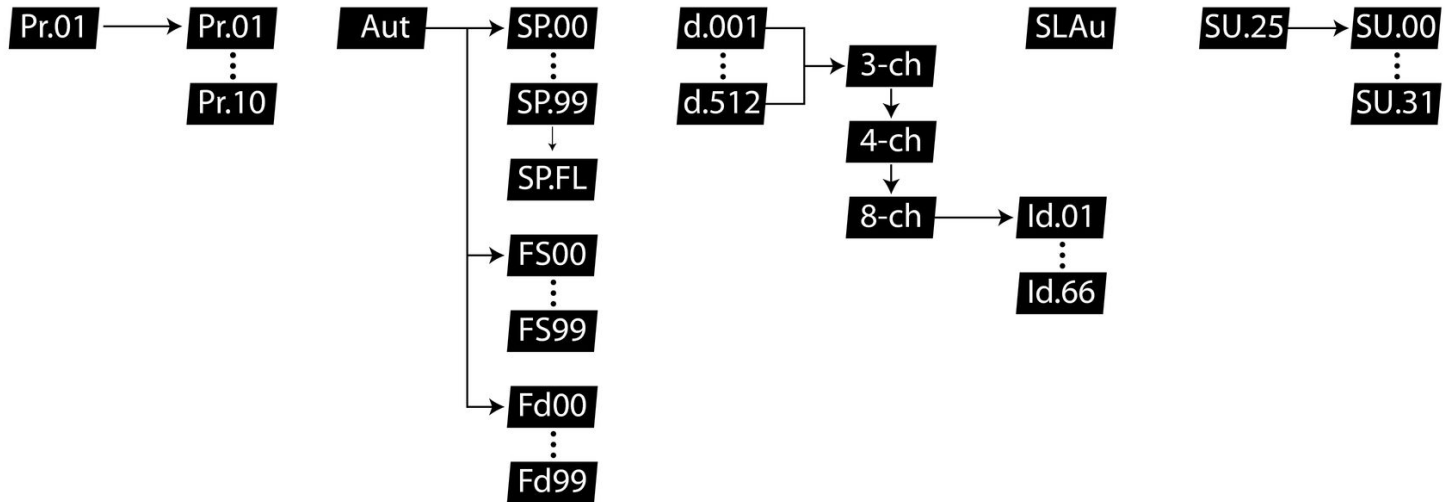 Pr.01 Pr.01 Aut SP.00 d.001 SLAu SU.25 SU.00
3-ch
Pr.10 SP.99 d.512 SU.31
4-ch
SP.FL
8-ch Id.01
FS00
Id.66
FS99
Fd00
Fd99